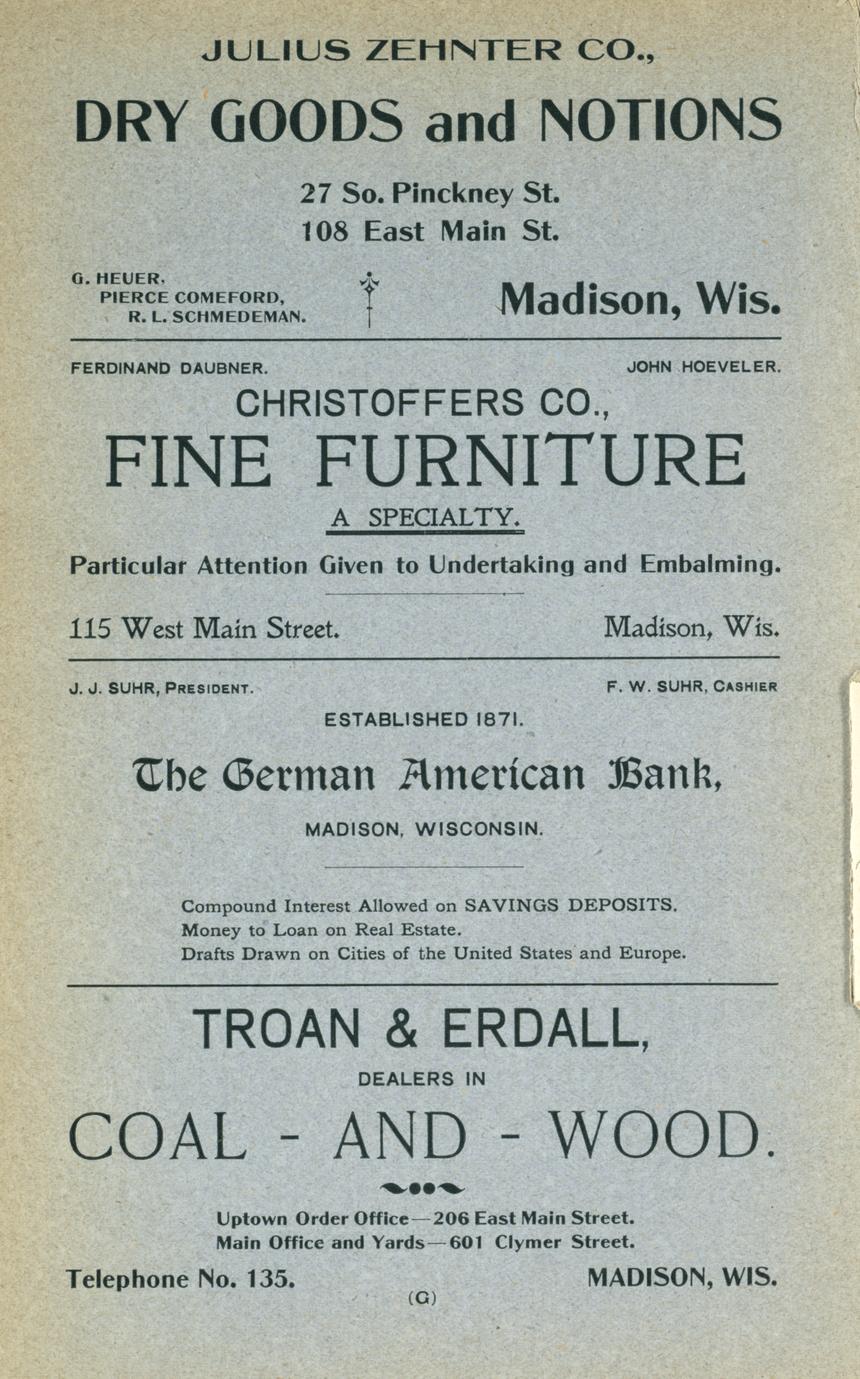 JULIUS ZEHNTER CO.,
DRY GOODS and NOTIONS
27 So. Pinckney St.
108 East Main St.
G. HEUER,
PIERCE COMEFORD,
R. L. SCHMEDEMAN.
Madison, Wis.
FERDINAND DAUBNER. JOHN HOEVELER.
CHRISTOFFERS CO.,
FINE FURNITURE
A SPECIALTY.
Particular Attention Given to Undertaking and Embalming.
115 West Main Street. Madison, Wis.
J. J. SUHR, PRESIDENT. F. W. SUHR, CASHIER
ESTABLISHED 1871.
The German American Bank,
MADISON, WISCONSIN.
Compound Interest Allowed on SAVINGS DEPOSITS.
Money to Loan on Real Estate.
Drafts Drawn on Cities of the United States and Europe.
TROAN & ERDALL,
DEALERS IN
COAL - AND - WOOD.
Uptown Order Office—206 East Main Street.
Main Office and Yards—601 Clymer Street.
Telephone No. 135. MADISON, WIS.
(G)